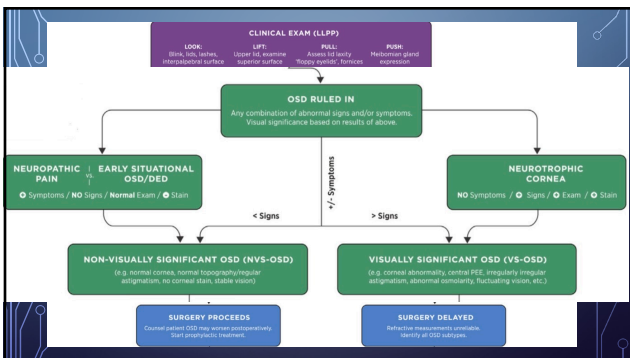 CLINICAL EXAM (LLPP)
LOOK:
Blink, lids, lashes,
interpalpebral surface
LIFT:
Upper lid, examine
superior surface
PULL:
Assess lid laxity
'floppy eyelids', fornices
PUSH:
Meibomian gland
expression
OSD RULED IN
Any combination of abnormal signs and/or symptoms.
Visual significance based on results of above.
NEUROPATHIC
PAIN
vs.
EARLY SITUATIONAL
OSD/DED
+ Symptoms / NO Signs / Normal Exam / + Stain
NEUROTROPHIC
CORNEA
NO Symptoms / + Signs / + Exam / + Stain
+/- Symptoms
< Signs
> Signs
NON-VISUALLY SIGNIFICANT OSD (NVS-OSD)
(e.g. normal cornea, normal topography/regular
astigmatism, no corneal stain, stable vision)
VISUALLY SIGNIFICANT OSD (VS-OSD)
(e.g. corneal abnormality, central PEE, irregularly irregular
astigmatism, abnormal osmolarity, fluctuating vision, etc.)
SURGERY PROCEEDS
Counsel patient OSD may worsen postoperatively.
Start prophylactic treatment.
SURGERY DELAYED
Refractive measurements unreliable.
Identify all OSD subtypes.